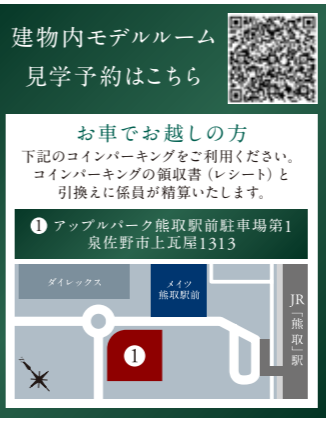 建物内モデルルーム
見学予約はこちら
お車でお越しの方
下記のコインパーキングをご利用ください。
コインパーキングの領収書（レシート）と
引換えに係員が精算いたします。
❶ アップルパーク熊取駅前駐車場第1
泉佐野市上瓦屋1313
ダイレックス
メイツ
熊取駅前
JR「熊取」駅
❶